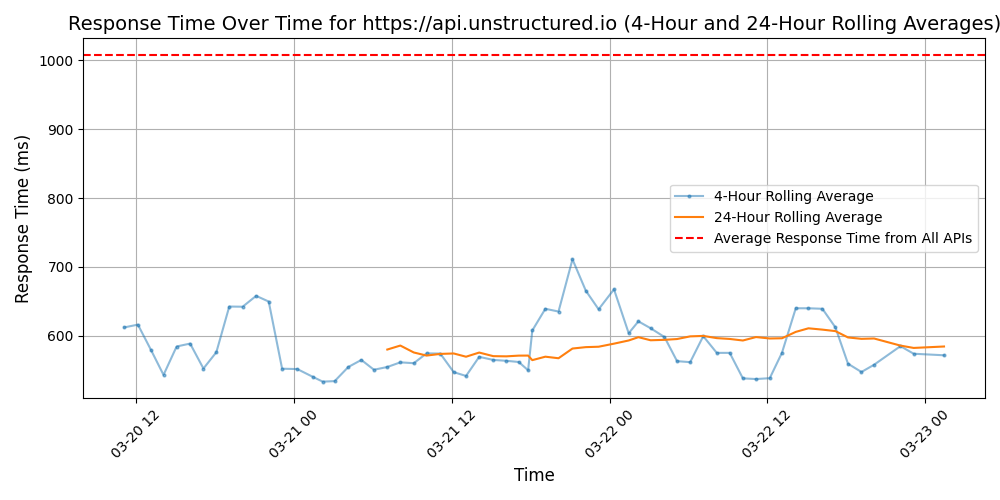 Response Time Over Time for https://api.unstructured.io (4-Hour and 24-Hour Rolling Averages)
Response Time (ms)
1000
900
800
700
600
4-Hour Rolling Average
24-Hour Rolling Average
Average Response Time from All APIs
03-20 12
03-21 00
03-21 12
03-22 00
03-22 12
03-23 00
Time